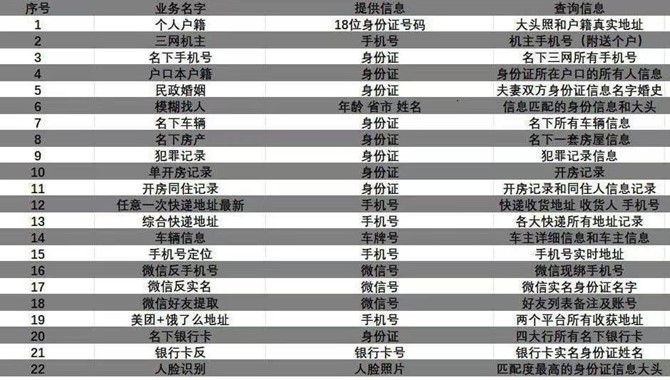 序号 业务名字 提供信息 查询信息
1 个人户籍 18位身份证号码 大头照和户籍真实地址
2 三网机主 手机号 机主手机号（附送个户）
3 名下手机号 身份证 名下三网所有手机号
4 户口本户籍 身份证 身份证所在户口的所有人信息
5 民政婚姻 身份证 夫妻双方身份证信息名字婚史
6 模糊找人 年龄 省市 姓名 信息匹配的身份信息和大头
7 名下车辆 身份证 名下所有车辆信息
8 名下房产 身份证 名下一套房屋信息
9 犯罪记录 身份证 犯罪记录信息
10 单开房记录 身份证 开房记录
11 开房同住记录 身份证 开房记录和同住人信息记录
12 任意一次快递地址最新 手机号 快递收货地址 收货人 手机号
13 综合快递地址 手机号 各大快递所有地址记录
14 车辆信息 车牌号 车主详细信息和车主信息
15 手机号定位 手机号 手机号实时地址
16 微信反手机号 微信号 微信现绑手机号
17 微信反实名 微信号 微信实名身份证名字
18 微信好友提取 微信号 好友列表备注及账号
19 美团+饿了么地址 手机号 两个平台所有收获地址
20 名下银行卡 身份证 四大行所有名下银行卡
21 银行卡反 银行卡号 银行卡实名身份证姓名
22 人脸识别 人脸照片 匹配度最高的身份证信息大头